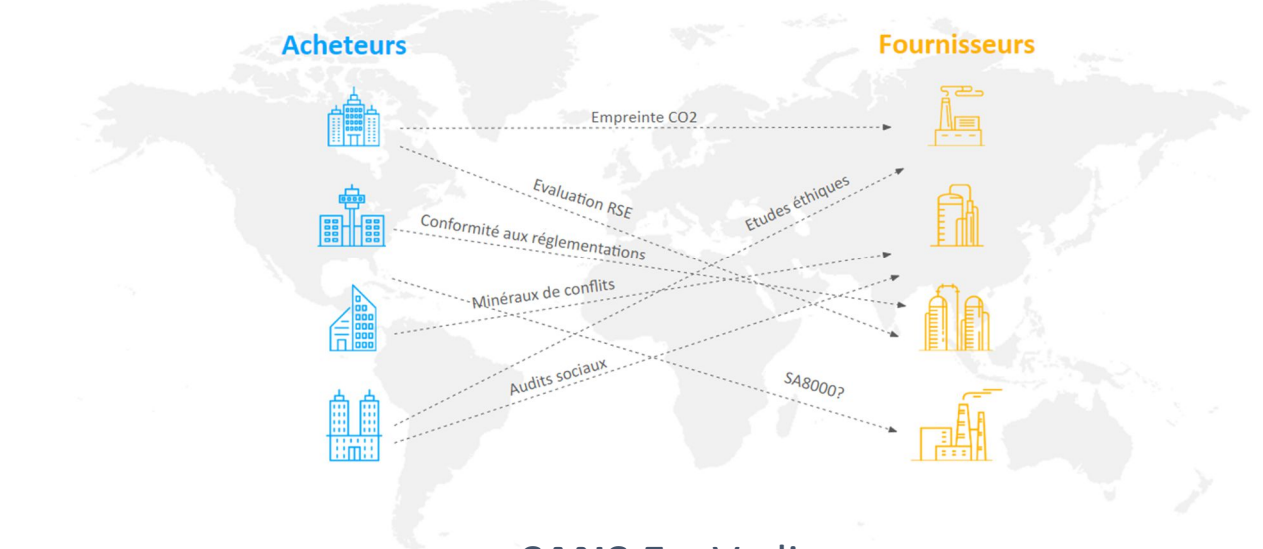 Acheteurs
Fournisseurs
Empreinte CO2
Evaluation RSE
Etudes éthiques
Conformité aux réglementations
Minéraux de conflits
Audits sociaux
SA8000?